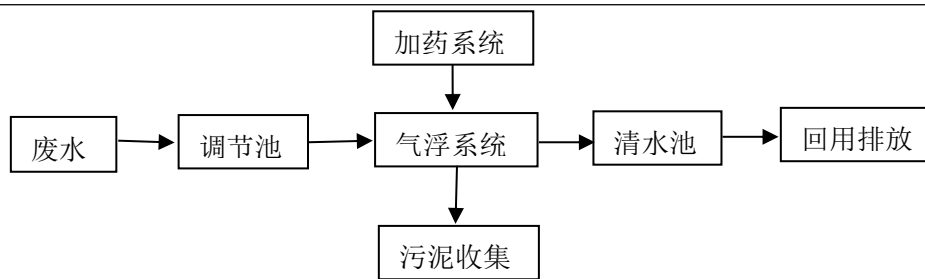 加药系统
废水
调节池
气浮系统
清水池
回用排放
污泥收集